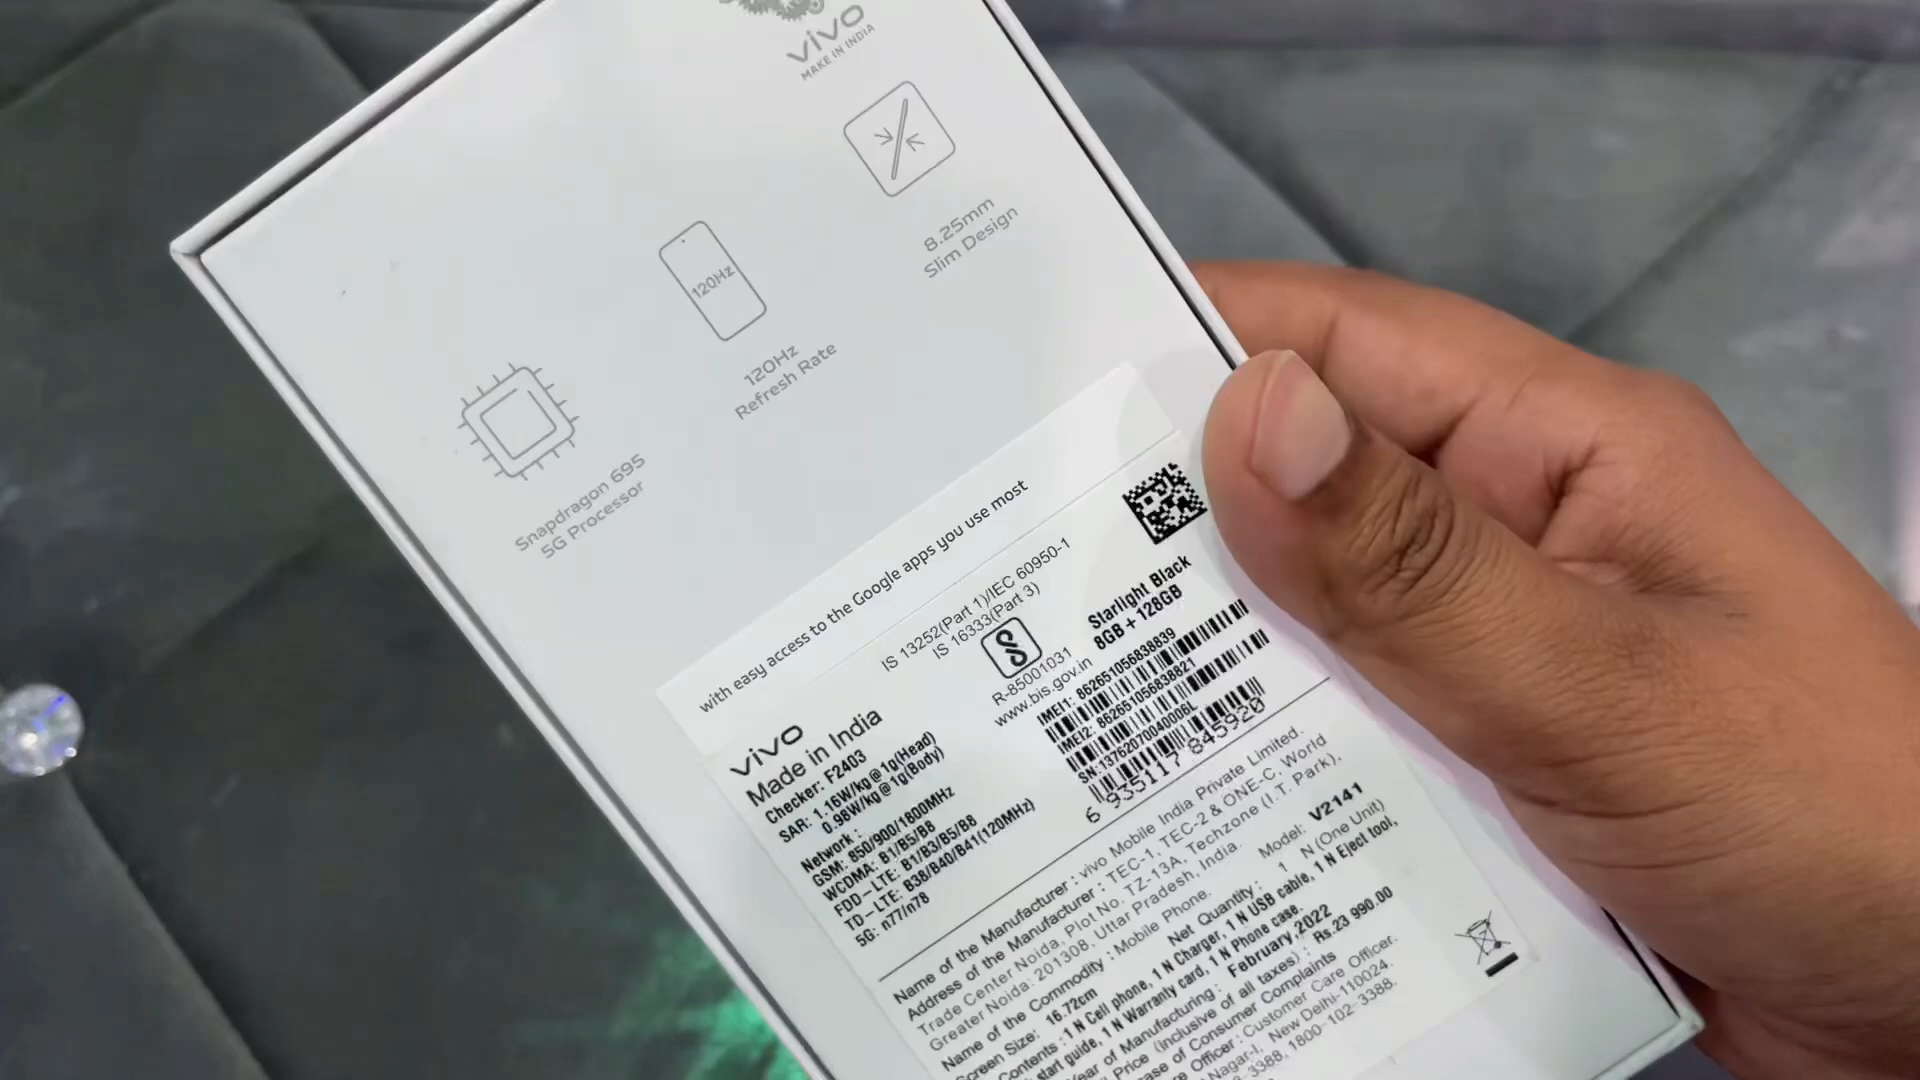 vivo
MAKE IN INDIA
8.25mm
Slim Design
120Hz
120Hz
Refresh Rate
Snapdragon 695
5G Processor
with easy access to the Google apps you use most
IS 13252(Part 1)/IEC 60950-1
IS 16333(Part 3)
R-85001031
www.bis.gov.in
Starlight Black
8GB + 128GB
IMEI1: 862651056838839
IMEI2: 862651056838821
SN:13762070040006L
6 935117 845920
vivo
Made in India
Checker: F2403
SAR: 1.16W/kg @ 1g(Head)
0.98W/kg @ 1g(Body)
Network :
GSM: 850/900/1800MHz
WCDMA: B1/B5/B8
FDD-LTE: B1/B3/B5/B8
TD-LTE: B38/B40/B41(120MHz)
5G: n77/n78
Name of the Manufacturer : vivo Mobile India Private Limited.
Address of the Manufacturer : TEC-1, TEC-2 & ONE-C, World
Trade Center Noida, Plot No. TZ-13A, Techzone (I.T. Park),
Greater Noida: 201308, Uttar Pradesh, India.
Name of the Commodity : Mobile Phone. Model: V2141
Screen Size: 16.72cm Net Quantity : 1 N (One Unit)
Contents : 1 N Cell phone, 1 N Charger, 1 N USB cable, 1 N Eject tool,
start guide, 1 N Warranty card, 1 N Phone case.
Year of Manufacturing : February,2022
Price (Inclusive of all taxes) : Rs.23 990.00
of Consumer Complaints
Officer : Customer Care Officer.
Nagar-I, New Delhi-110024.
3388, 1800-102-3388.